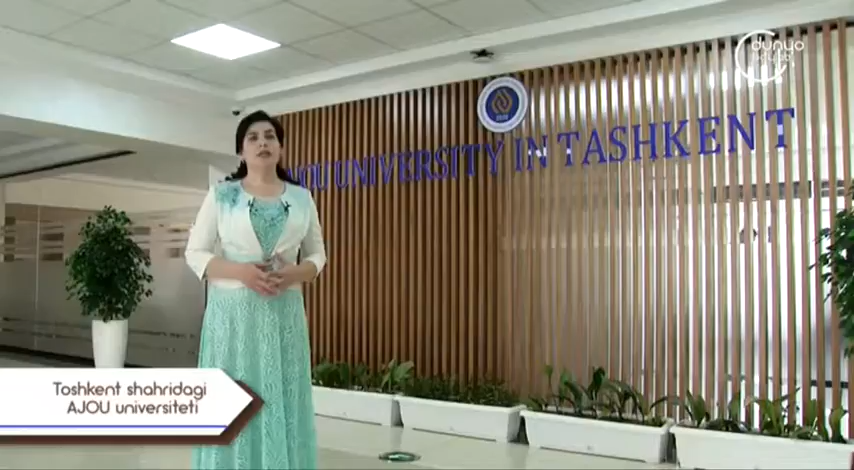 dunyo
AJOU UNIVERSITY IN TASHKENT
Toshkent shahridagi
AJOU universiteti